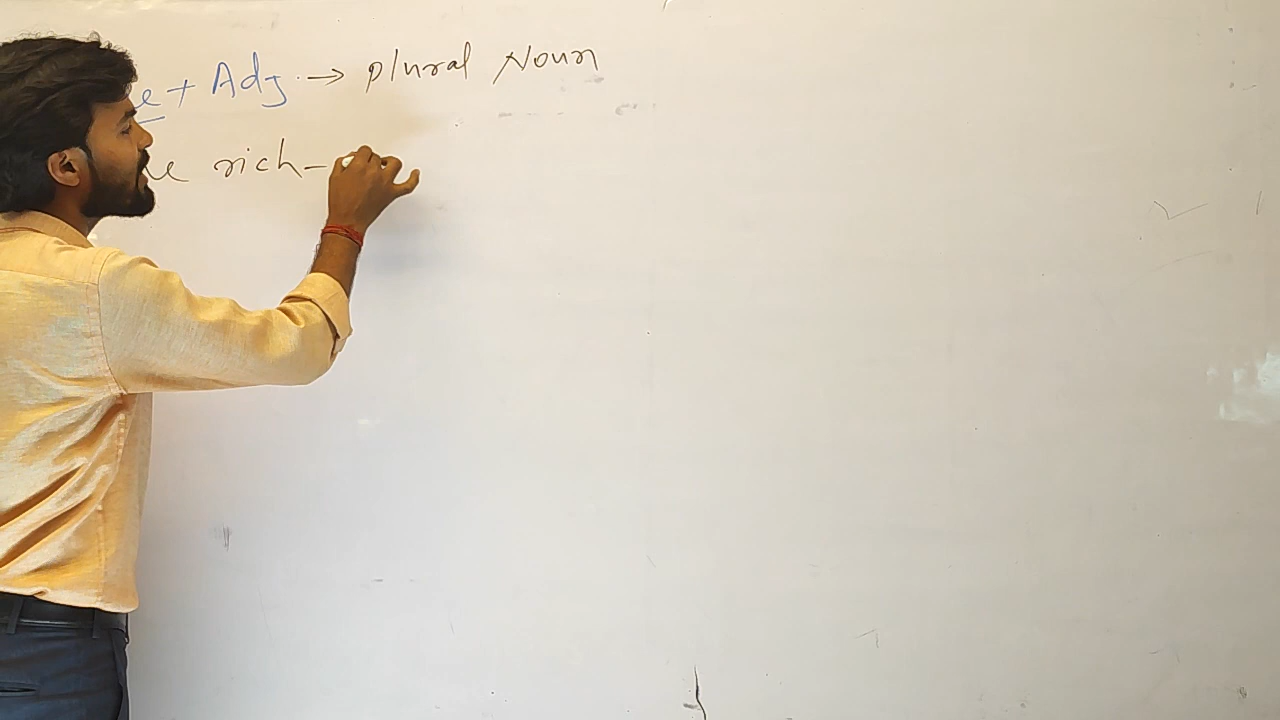 e + Adj. → plural Noun
e rich –